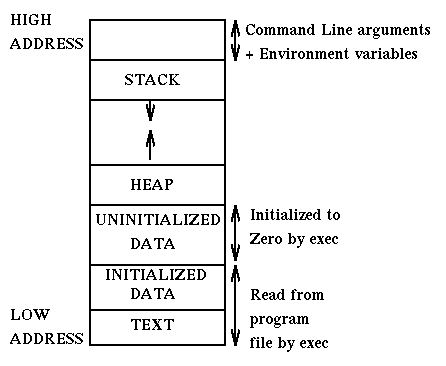 HIGH
ADDRESS
Command Line arguments
+ Environment variables
STACK
HEAP
UNINITIALIZED
DATA
Initialized to
Zero by exec
INITIALIZED
DATA
Read from
program
file by exec
LOW
ADDRESS
TEXT